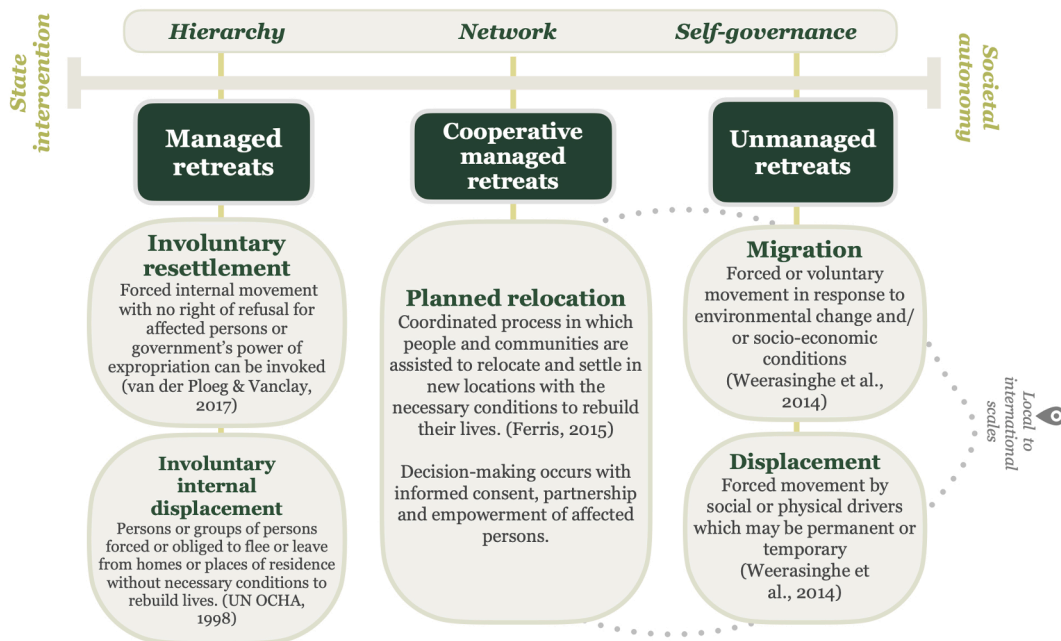 Hierarchy
Network
Self-governance
State
intervention
Societal
autonomy
Managed
retreats
Cooperative
managed
retreats
Unmanaged
retreats
Involuntary
resettlement
Forced internal movement
with no right of refusal for
affected persons or
government's power of
expropriation can be invoked
(van der Ploeg & Vanclay,
2017)
Involuntary
internal
displacement
Persons or groups of persons
forced or obliged to flee or leave
from homes or places of residence
without necessary conditions to
rebuild lives. (UN OCHA,
1998)
Planned relocation
Coordinated process in which
people and communities are
assisted to relocate and settle in
new locations with the
necessary conditions to rebuild
their lives. (Ferris, 2015)
Decision-making occurs with
informed consent, partnership
and empowerment of affected
persons.
Migration
Forced or voluntary
movement in response to
environmental change and/
or socio-economic
conditions
(Weerasinghe et al.,
2014)
Displacement
Forced movement by
social or physical drivers
which may be permanent or
temporary
(Weerasinghe et
al., 2014)
Local to
international
scales